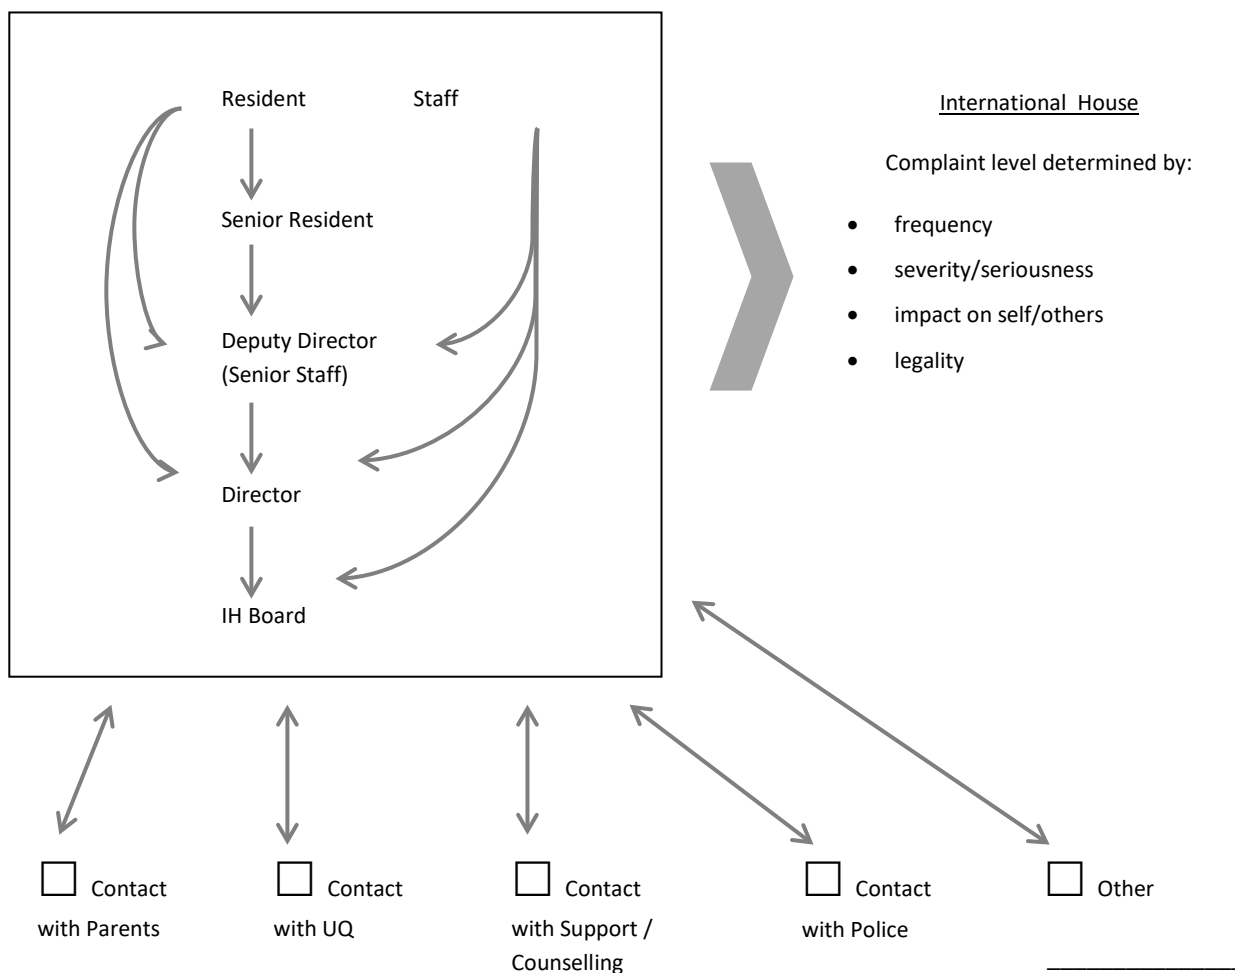 Resident Staff
Senior Resident
Deputy Director
(Senior Staff)
Director
IH Board
International House
Complaint level determined by:
• frequency
• severity/seriousness
• impact on self/others
• legality
Contact
with Parents
Contact
with UQ
Contact
with Support /
Counselling
Contact
with Police
Other